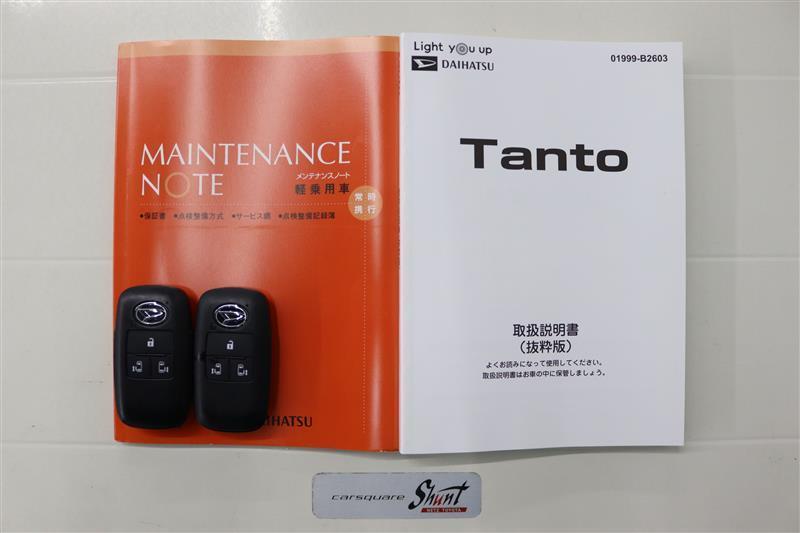 MAINTENANCE
NOTE
メンテナンスノート
軽乗用車
常時
携行
●保証書 ●点検整備方式 ●サービス網 ●点検整備記録簿
DAIHATSU
Light you up
DAIHATSU
01999-B2603
Tanto
取扱説明書
（抜粋版）
よくお読みになって使用してください。
取扱説明書はお車の中に保管しましょう。
carsquare Shunt
NETZ TOYOTA